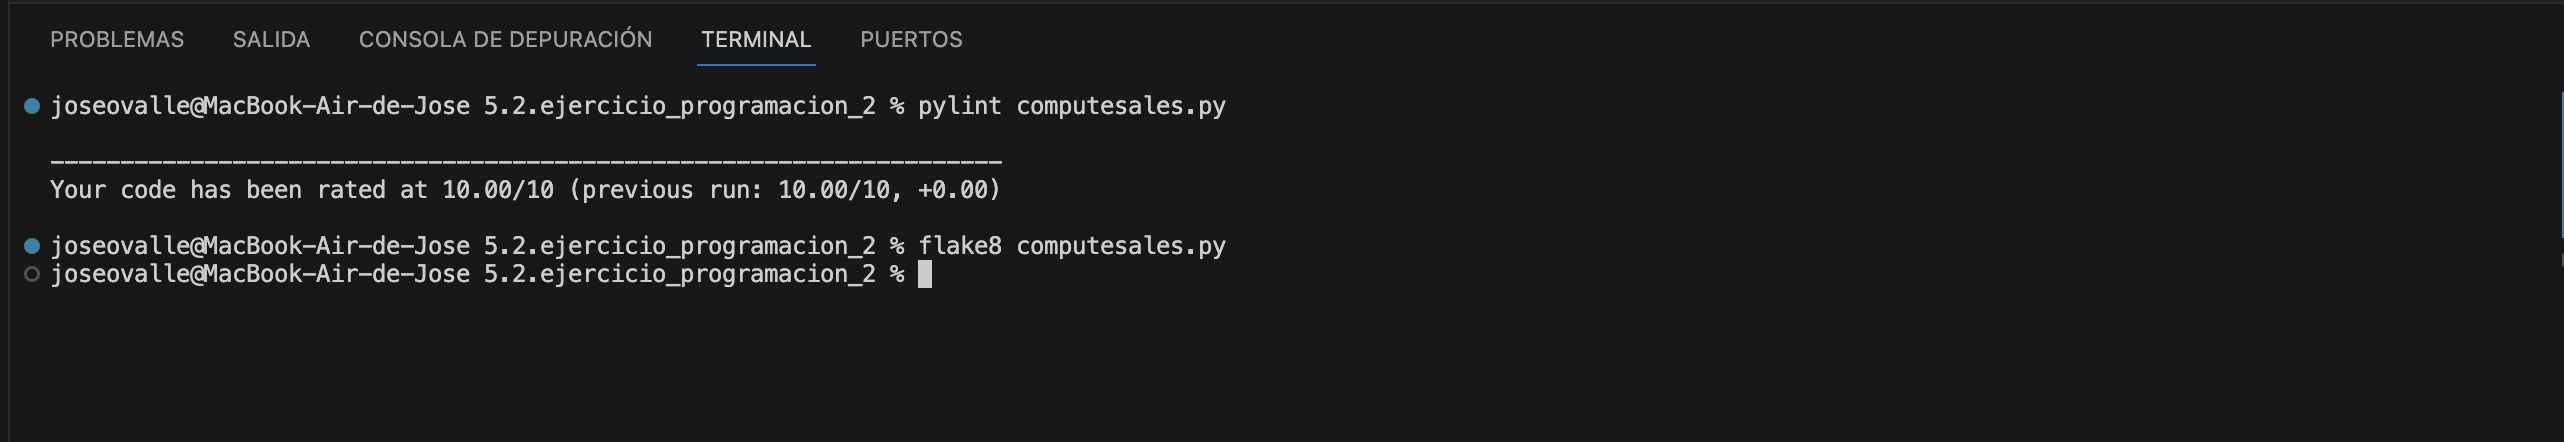 PROBLEMAS SALIDA CONSOLA DE DEPURACIÓN TERMINAL PUERTOS
joseovalle@MacBook-Air-de-Jose 5.2.ejercicio_programacion_2 % pylint computesales.py
--------------------------------------------------------------------
Your code has been rated at 10.00/10 (previous run: 10.00/10, +0.00)
joseovalle@MacBook-Air-de-Jose 5.2.ejercicio_programacion_2 % flake8 computesales.py
joseovalle@MacBook-Air-de-Jose 5.2.ejercicio_programacion_2 %